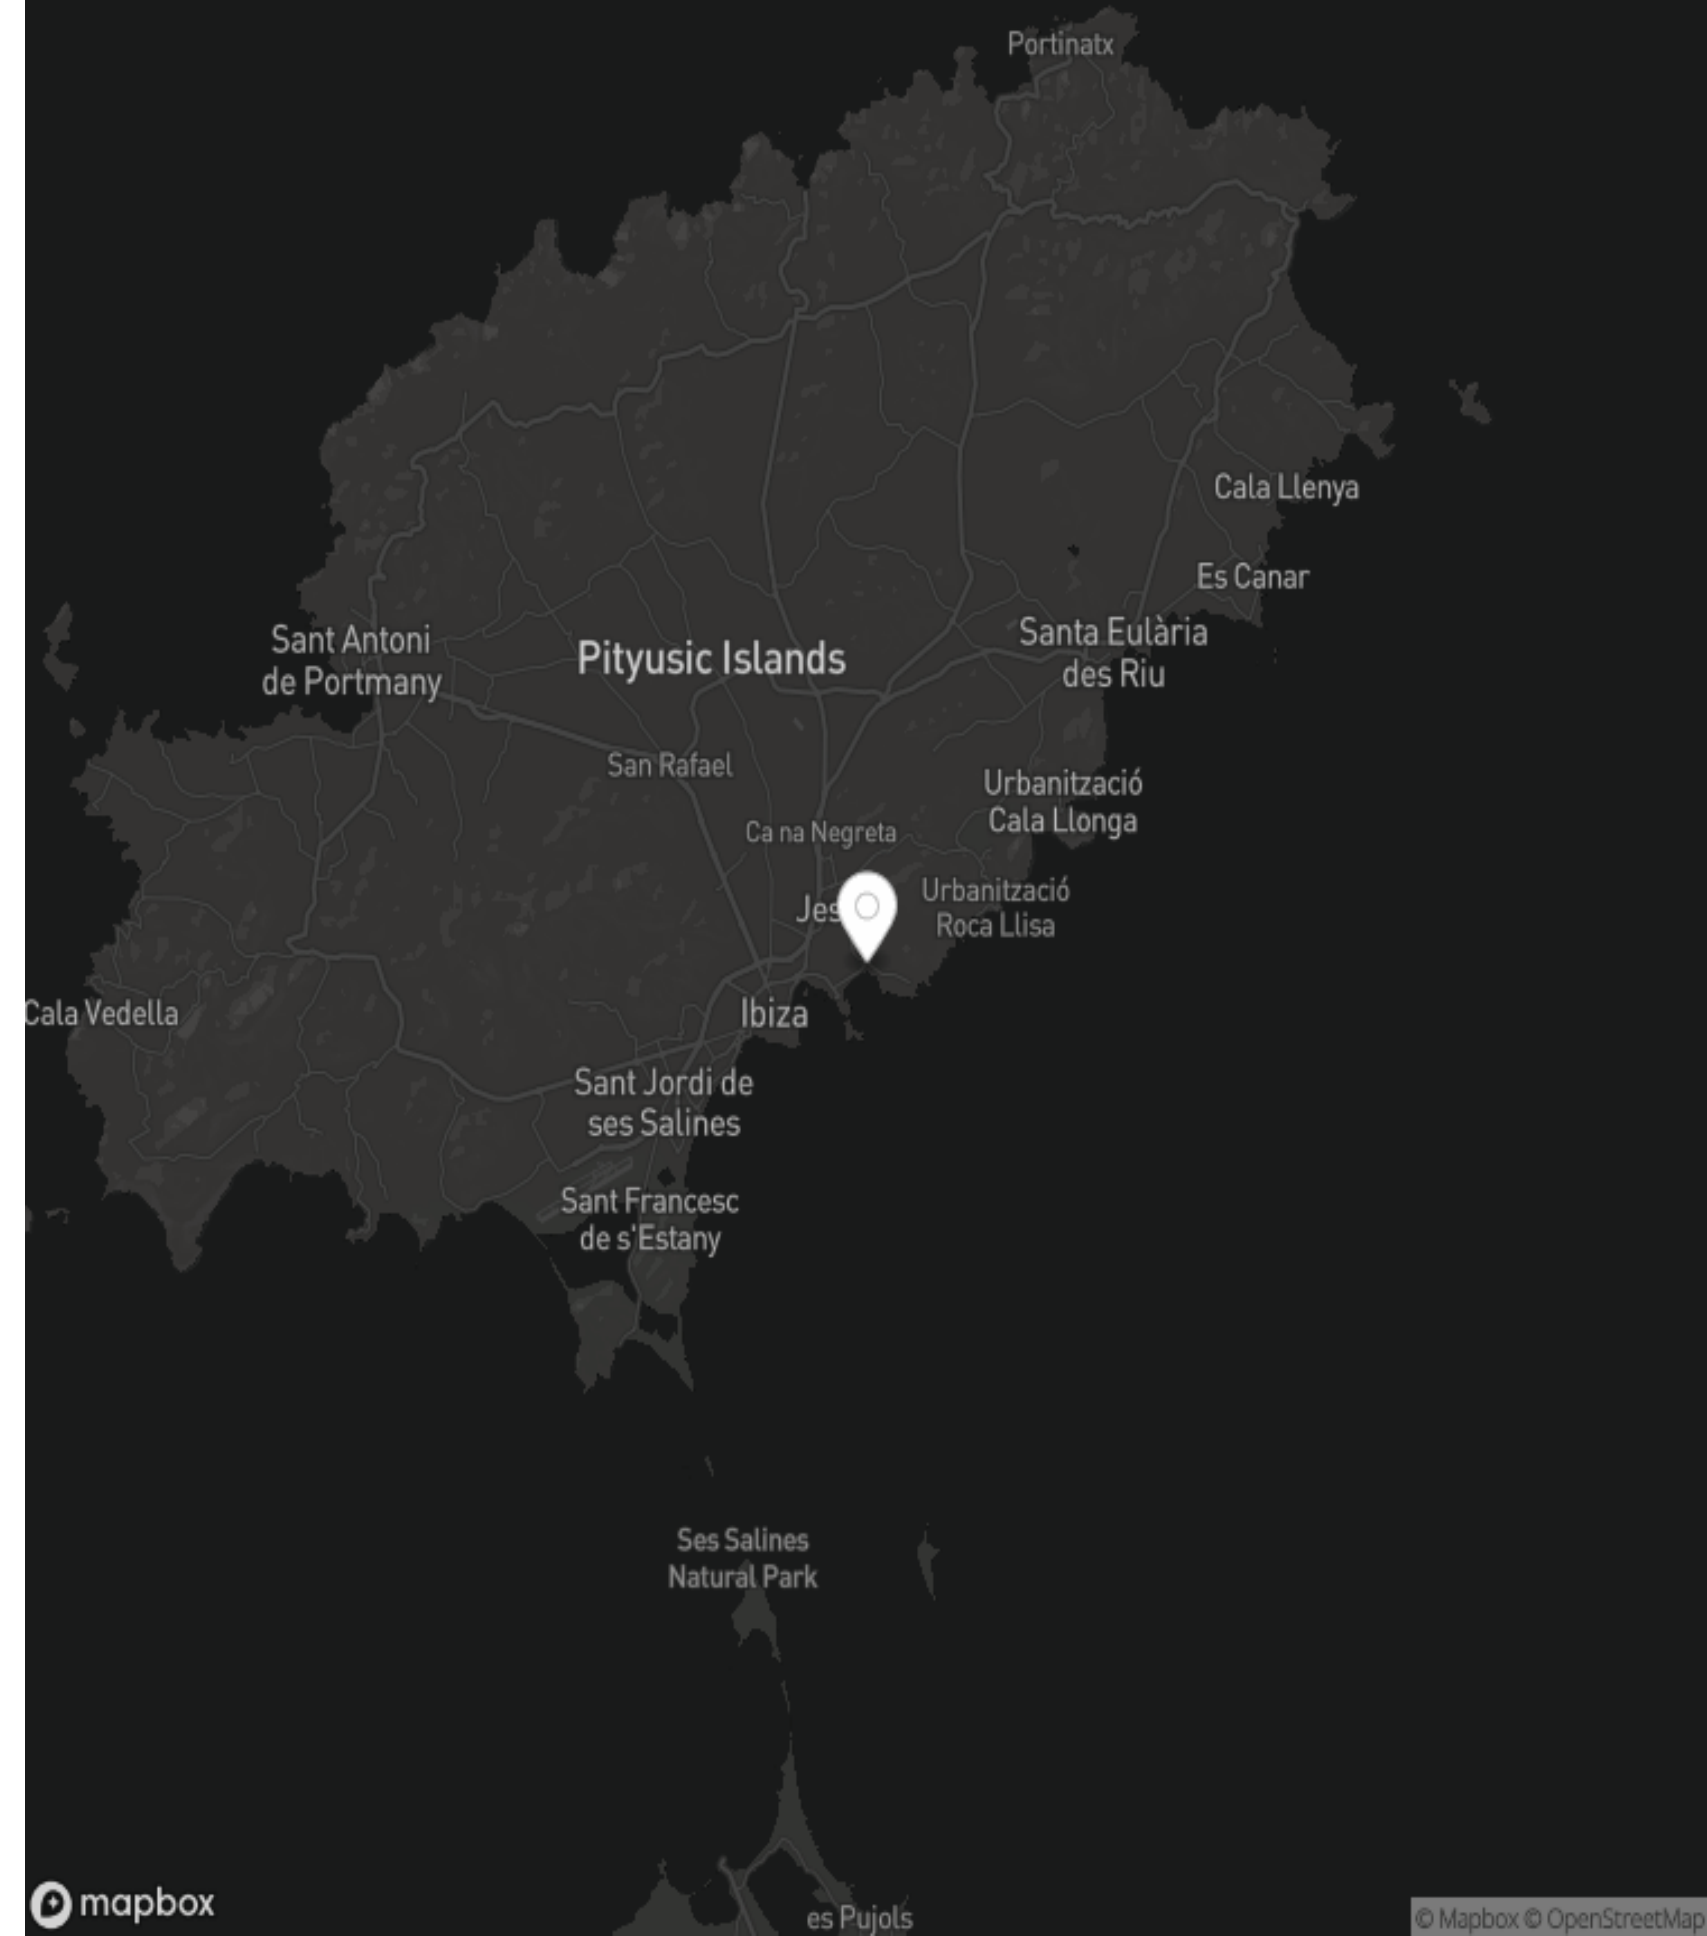 Portinatx
Cala Llenya
Es Canar
Sant Antoni
de Portmany
Pityusic Islands
Santa Eulària
des Riu
San Rafael
Urbanització
Cala Llonga
Ca na Negreta
Jes
Urbanització
Roca Llisa
Cala Vedella
Ibiza
Sant Jordi de
ses Salines
Sant Francesc
de s'Estany
Ses Salines
Natural Park
es Pujols
mapbox
© Mapbox © OpenStreetMap